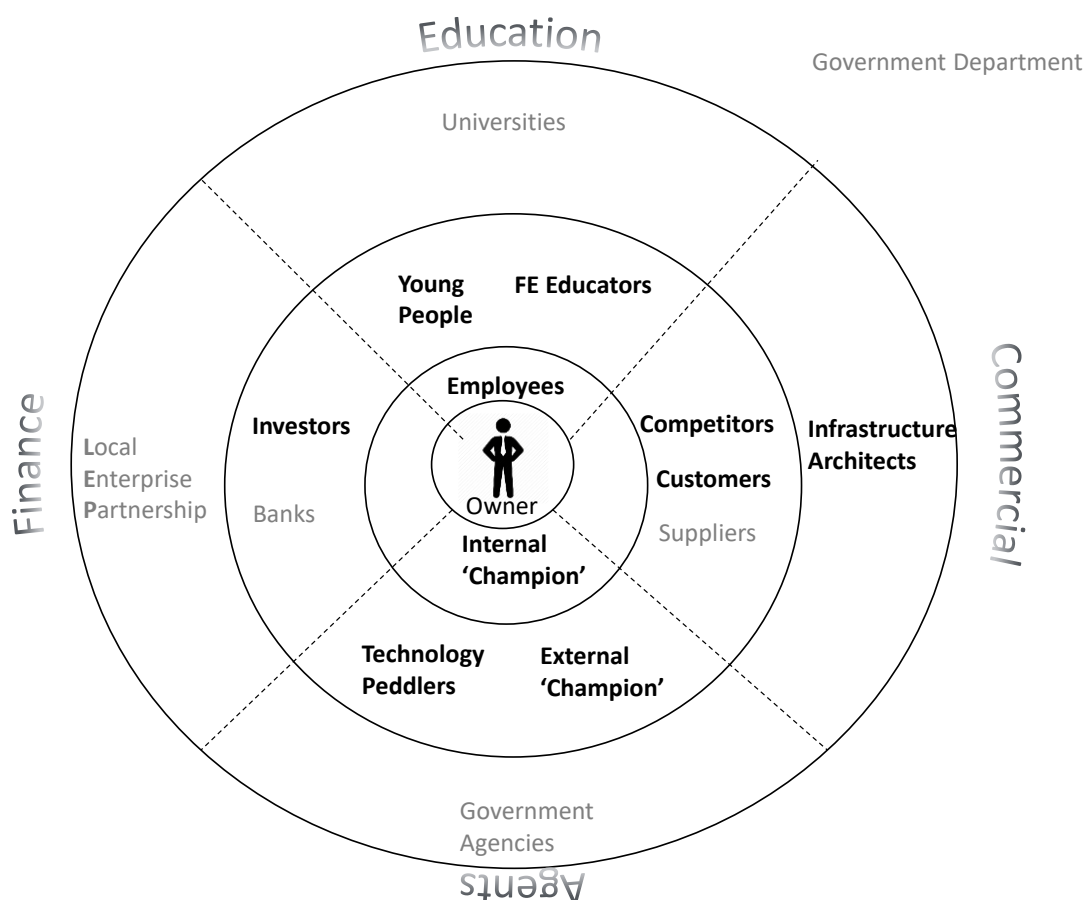 Education
Government Department
Universities
Young
People
FE Educators
Employees
Finance
Commercial
Investors
Competitors
Infrastructure
Architects
Local
Enterprise
Partnership
Banks
Owner
Customers
Suppliers
Internal
‘Champion’
Technology
Peddlers
External
‘Champion’
Government
Agencies
Agents